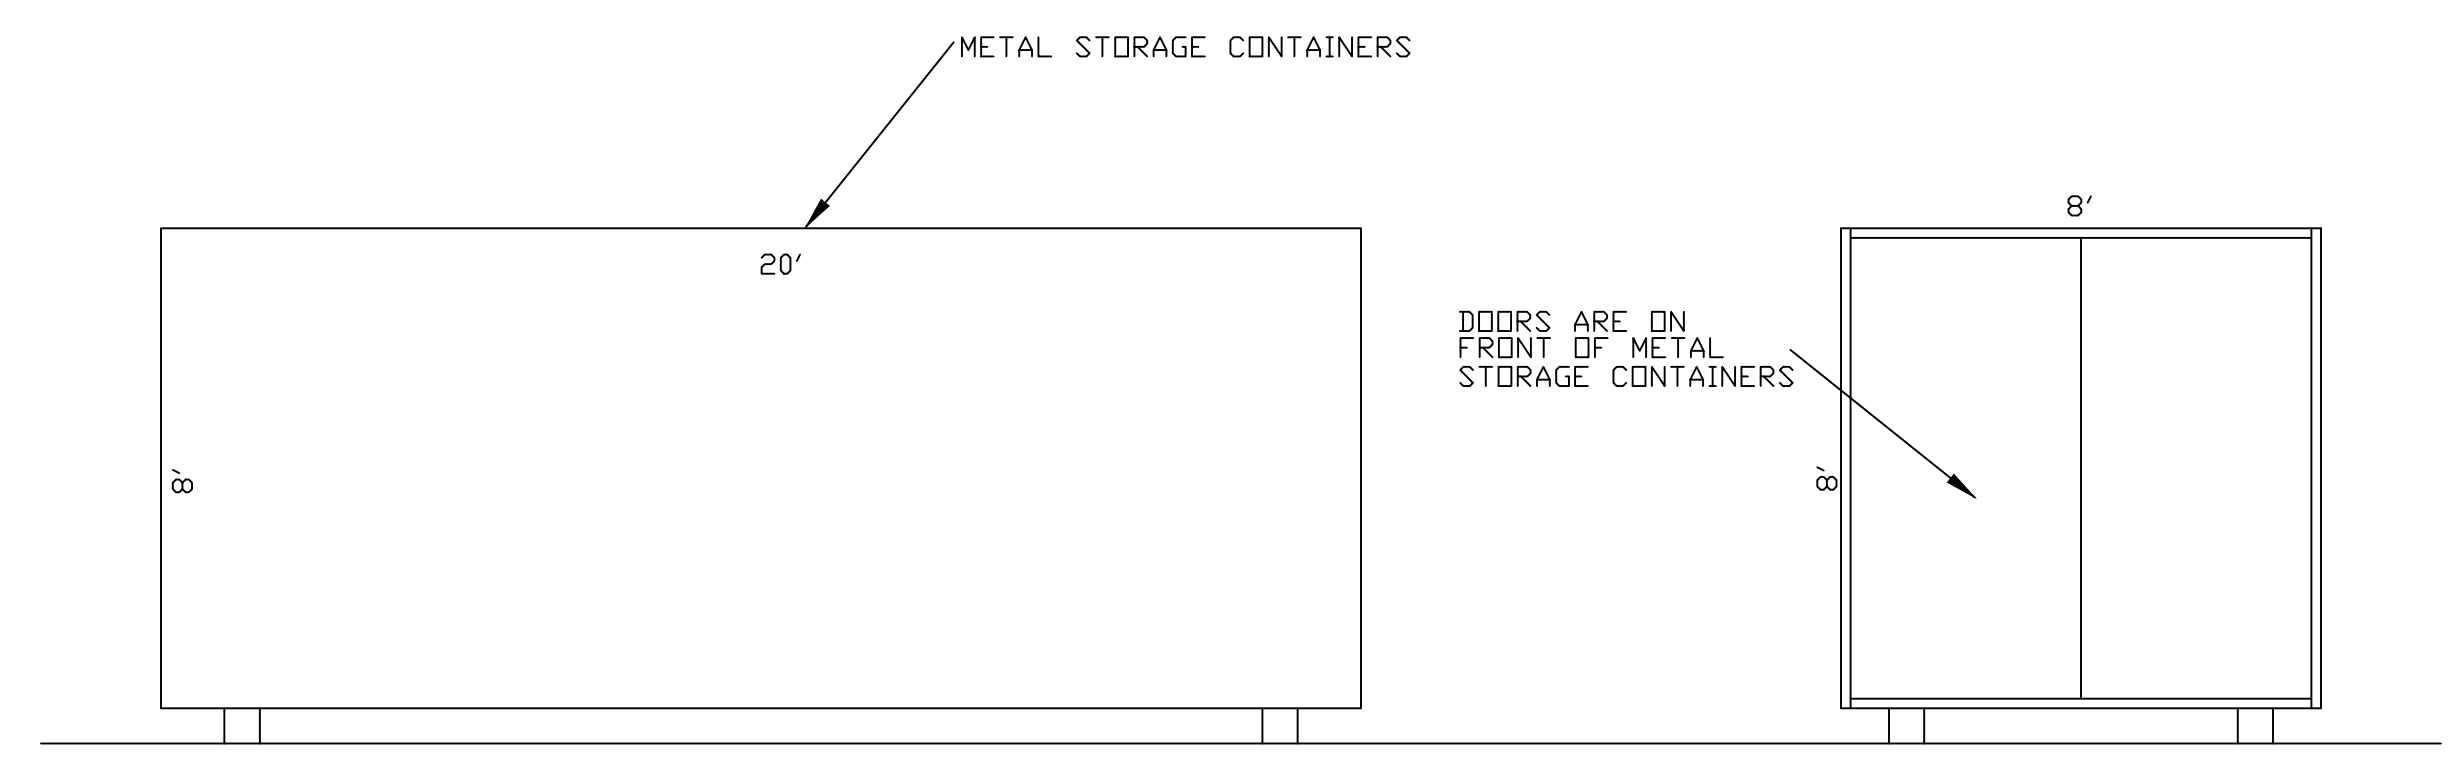 METAL STORAGE CONTAINERS
20'
8'
8'
DOORS ARE ON
FRONT OF METAL
STORAGE CONTAINERS
8'